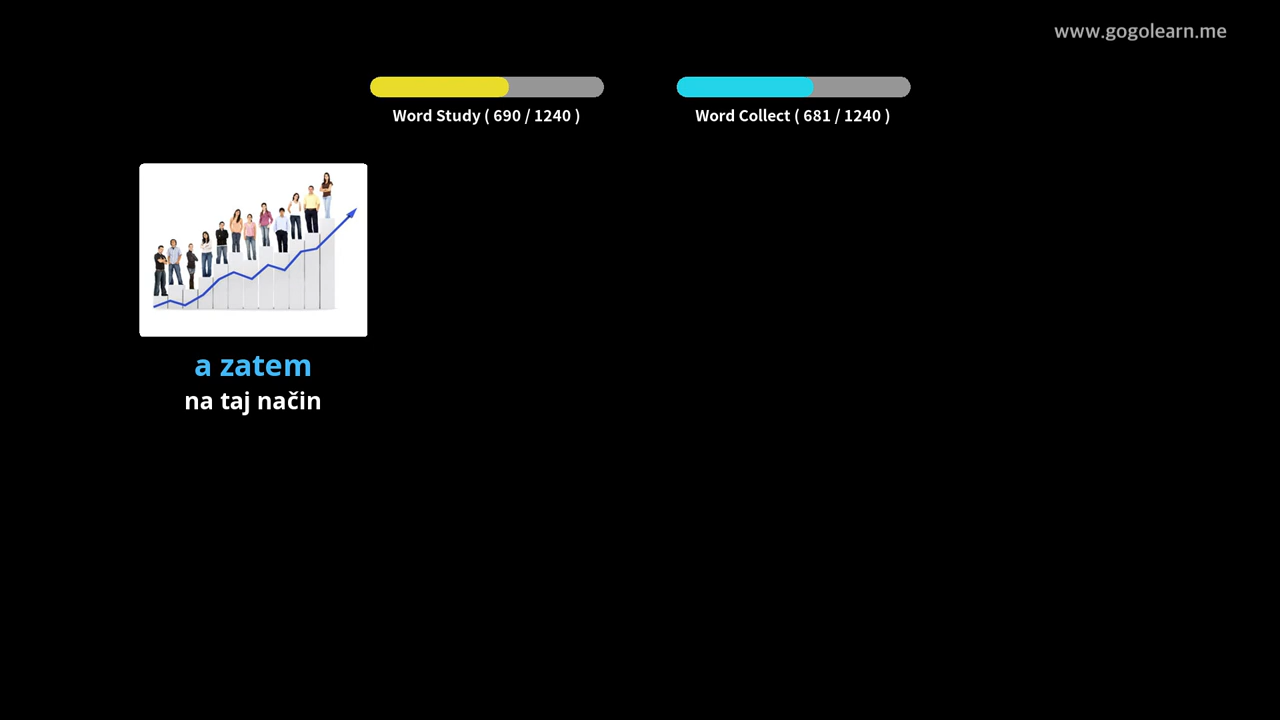 www.gogolearn.me
Word Study ( 690 / 1240 )
Word Collect ( 681 / 1240 )
a zatem
na taj način